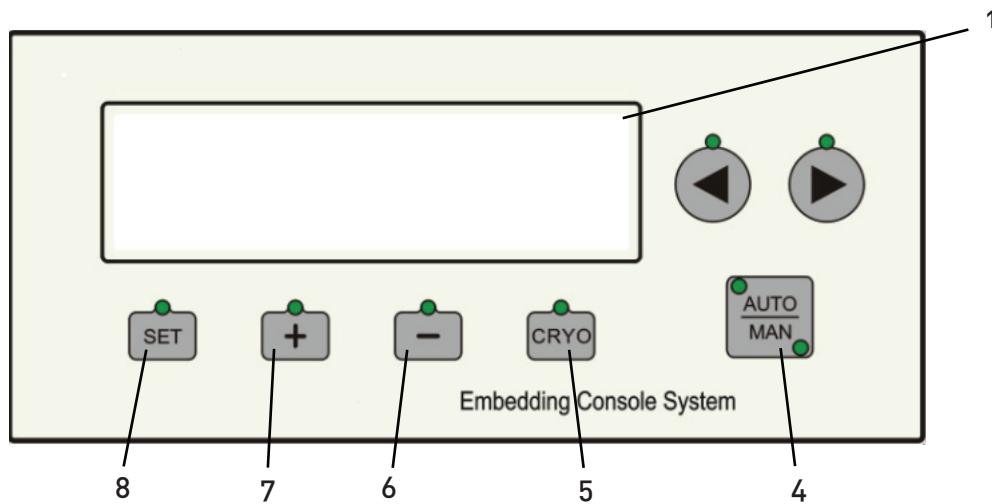 1
AUTO
MAN
SET
+
−
CRYO
Embedding Console System
8
7
6
5
4